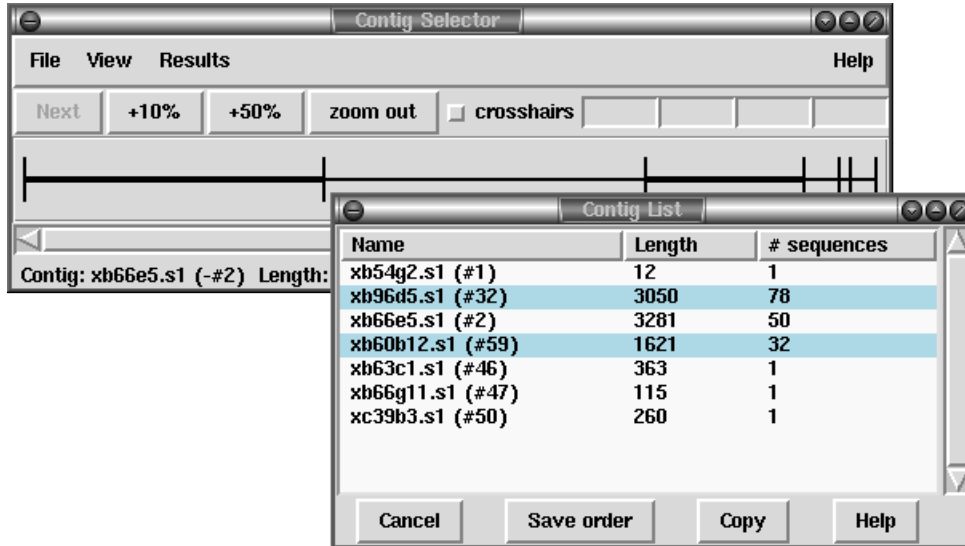 Contig Selector
File View Results Help
Next +10% +50% zoom out crosshairs
Contig: xb66e5.s1 (-#2) Length:
Contig List
Name Length # sequences
xb54g2.s1 (#1) 12 1
xb96d5.s1 (#32) 3050 78
xb66e5.s1 (#2) 3281 50
xb60b12.s1 (#59) 1621 32
xb63c1.s1 (#46) 363 1
xb66g11.s1 (#47) 115 1
xc39b3.s1 (#50) 260 1
Cancel Save order Copy Help